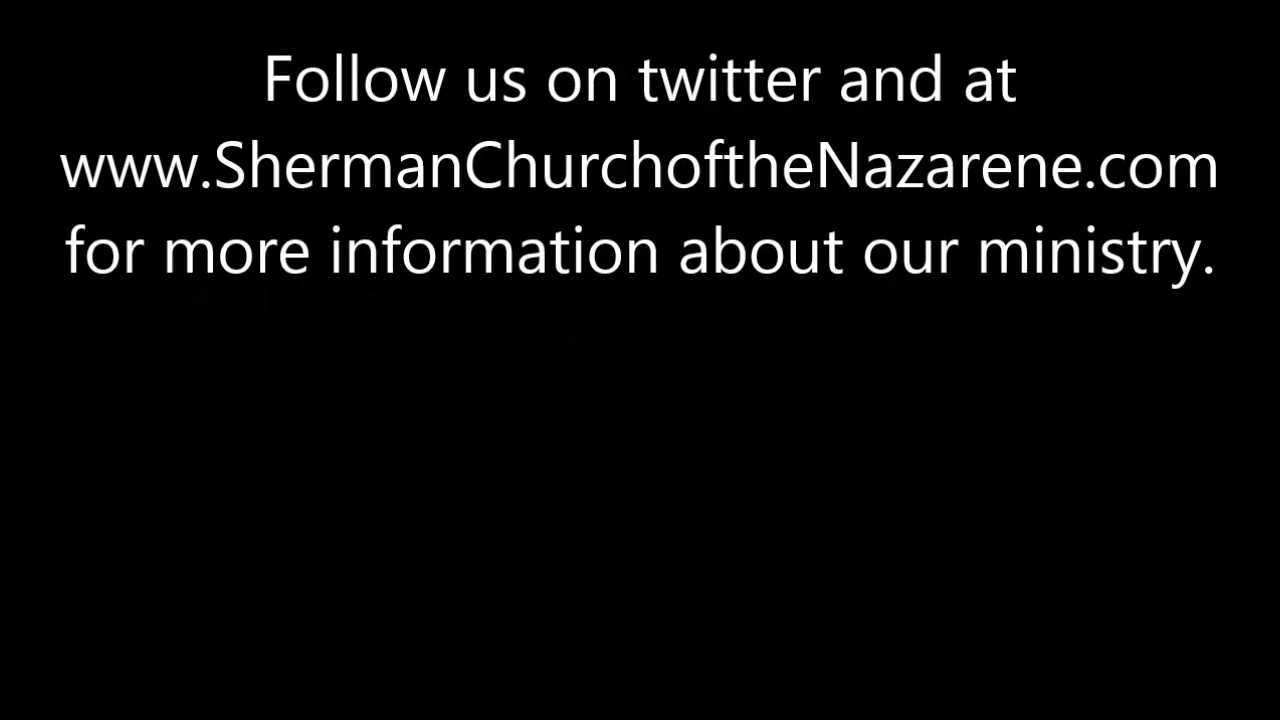 Follow us on twitter and at
www.ShermanChurchoftheNazarene.com
for more information about our ministry.